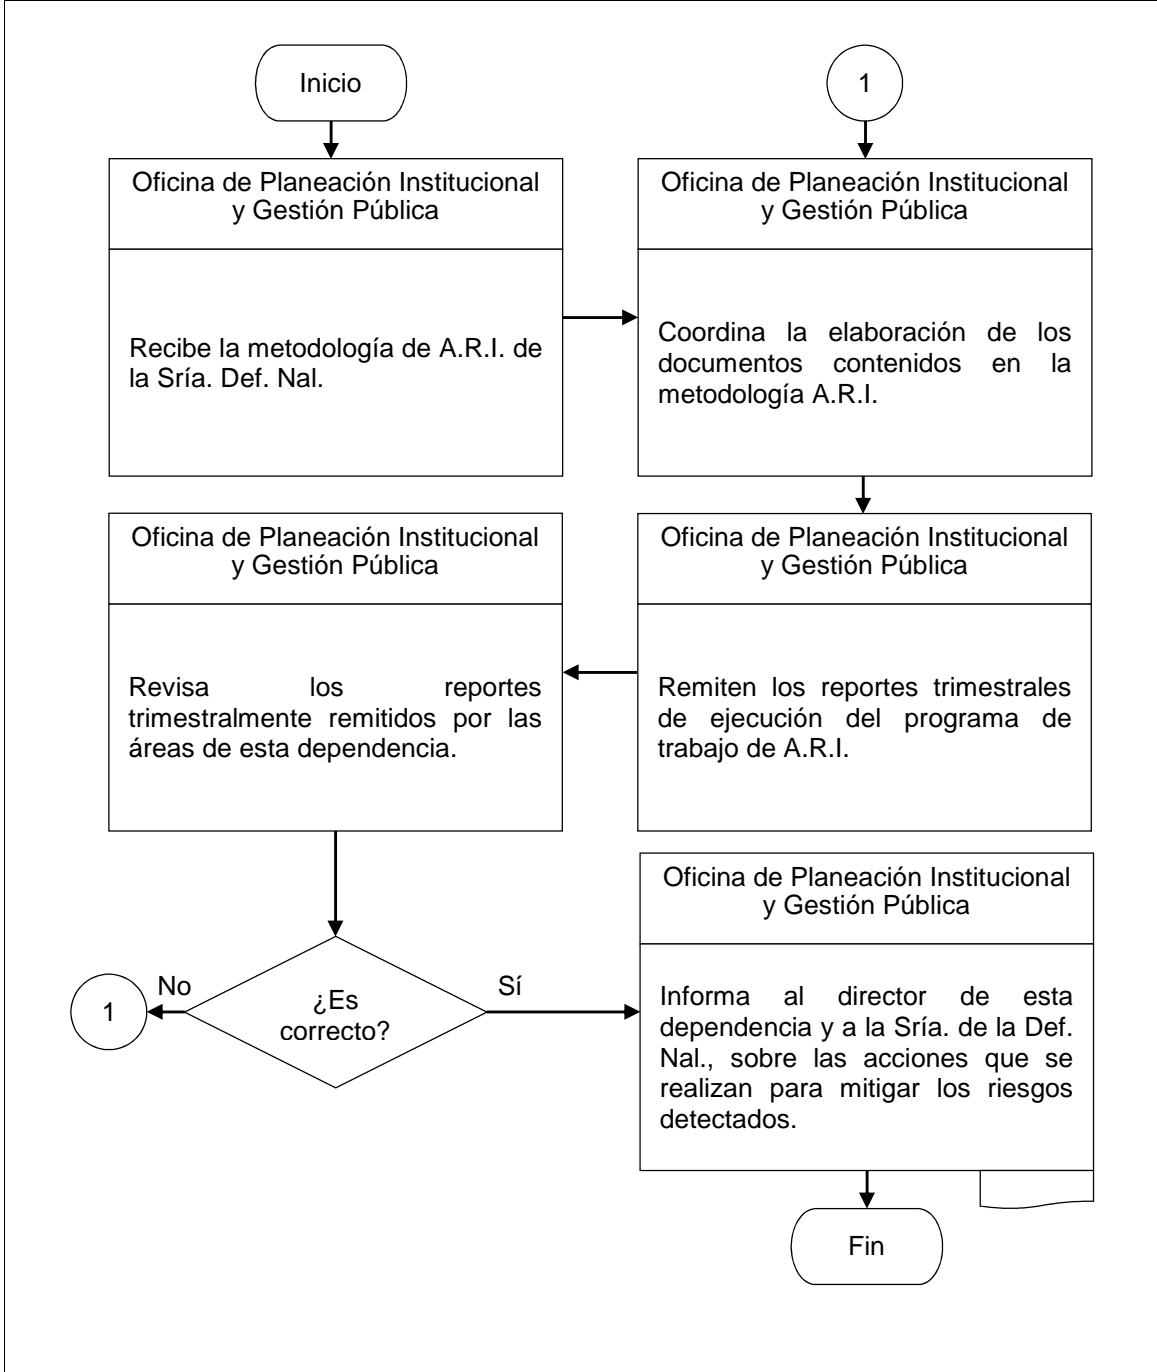 Inicio
Oficina de Planeación Institucional
y Gestión Pública
Recibe la metodología de A.R.I. de
la Sría. Def. Nal.
1
Oficina de Planeación Institucional
y Gestión Pública
Coordina la elaboración de los
documentos contenidos en la
metodología A.R.I.
Oficina de Planeación Institucional
y Gestión Pública
Remiten los reportes trimestrales
de ejecución del programa de
trabajo de A.R.I.
Oficina de Planeación Institucional
y Gestión Pública
Revisa los reportes
trimestralmente remitidos por las
áreas de esta dependencia.
¿Es
correcto?
No
1
Sí
Oficina de Planeación Institucional
y Gestión Pública
Informa al director de esta
dependencia y a la Sría. de la Def.
Nal., sobre las acciones que se
realizan para mitigar los riesgos
detectados.
Fin